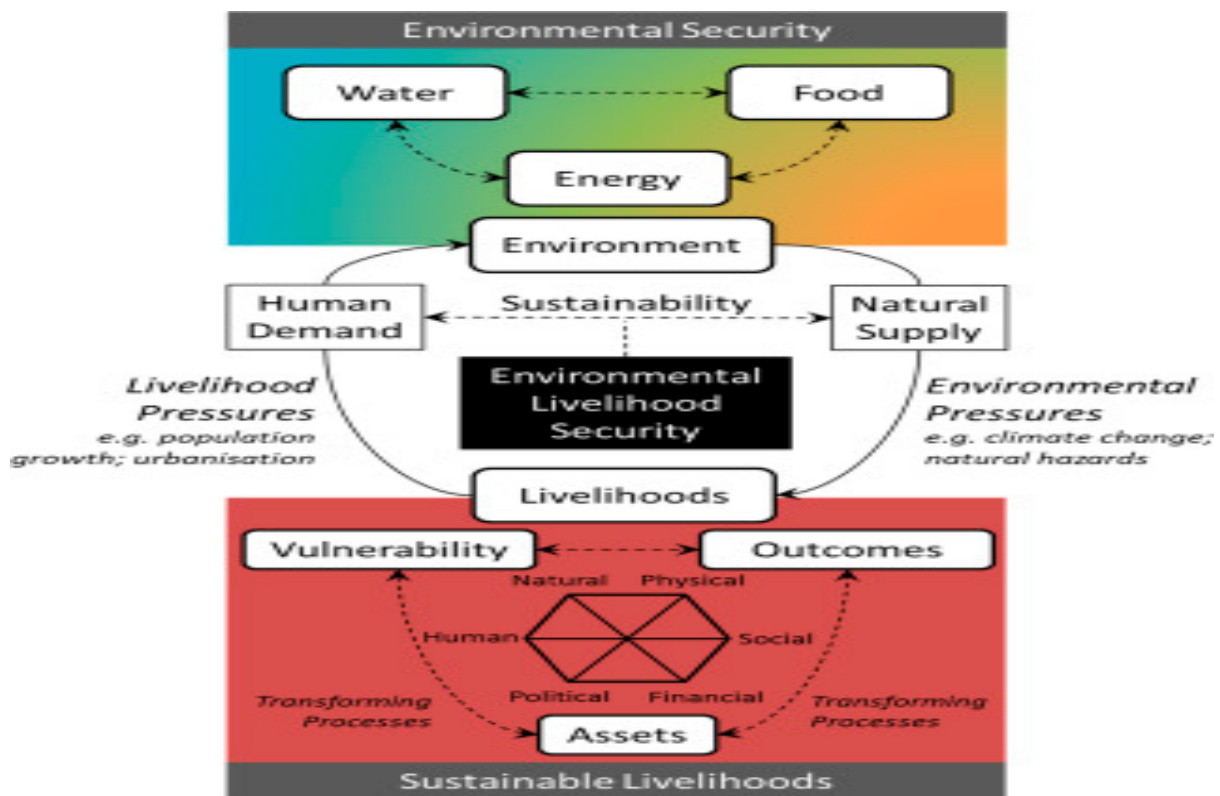 Environmental Security
Water
Food
Energy
Environment
Human
Demand
Sustainability
Natural
Supply
Livelihood
Pressures
e.g. population
growth; urbanisation
Environmental
Livelihood
Security
Environmental
Pressures
e.g. climate change;
natural hazards
Livelihoods
Vulnerability
Outcomes
Natural
Physical
Human
Social
Political
Financial
Transforming
Processes
Transforming
Processes
Assets
Sustainable Livelihoods